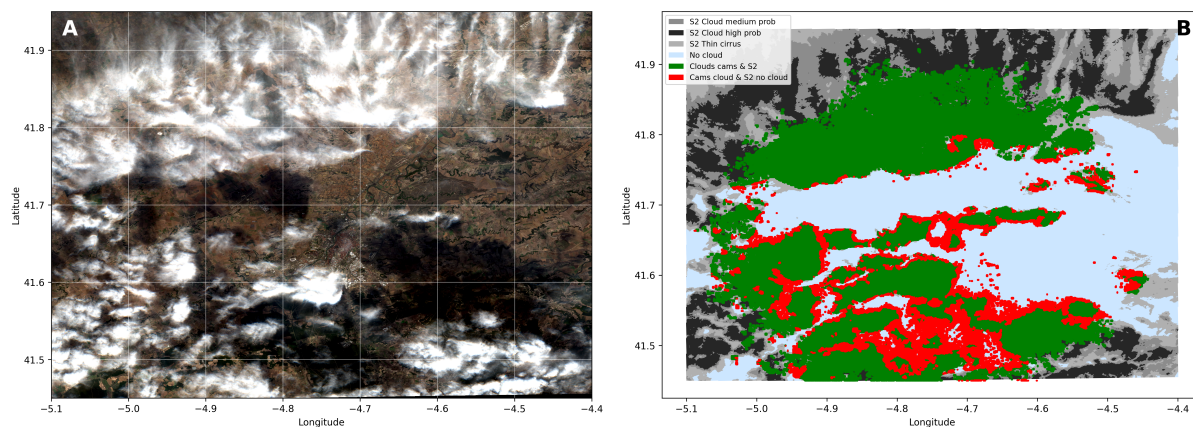 A
41.9
41.8
41.7
41.6
41.5
Latitude
−5.1
−5.0
−4.9
−4.8
−4.7
−4.6
−4.5
−4.4
Longitude
S2 Cloud medium prob
S2 Cloud high prob
S2 Thin cirrus
No cloud
Clouds cams & S2
Cams cloud & S2 no cloud
B
41.9
41.8
41.7
41.6
41.5
Latitude
−5.1
−5.0
−4.9
−4.8
−4.7
−4.6
−4.5
−4.4
Longitude